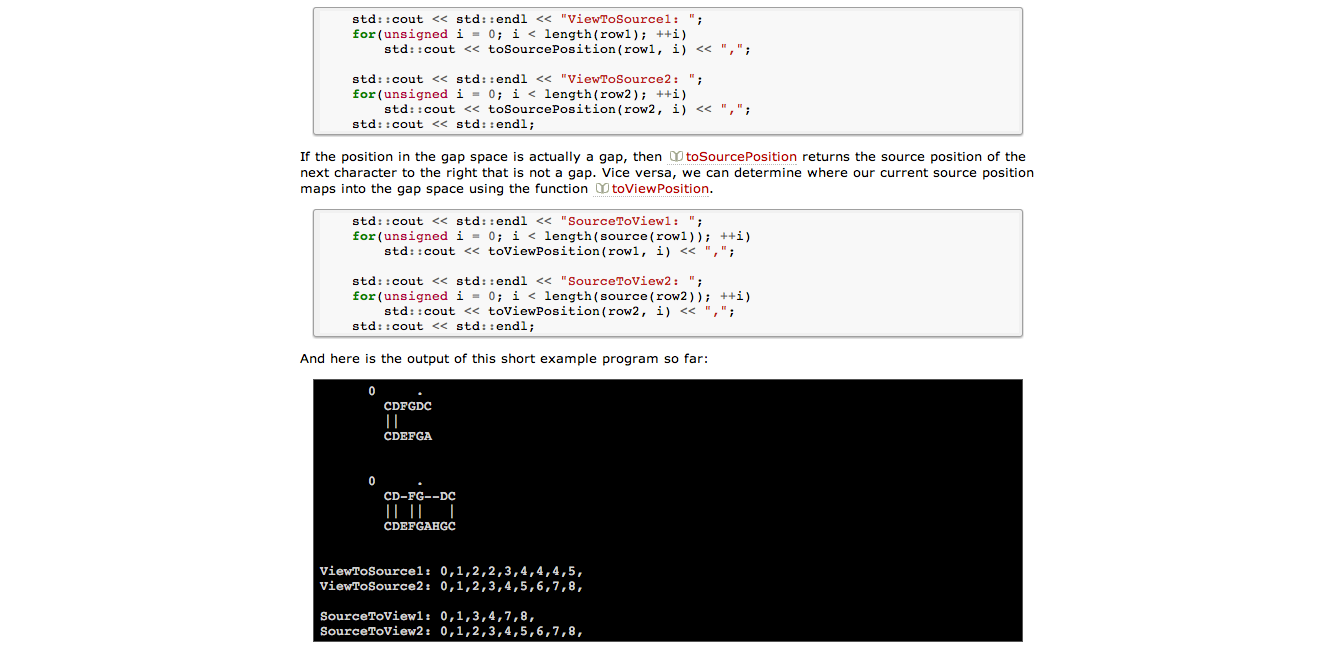 std::cout << std::endl << "ViewToSource1: ";
for(unsigned i = 0; i < length(row1); ++i)
std::cout << toSourcePosition(row1, i) << ",";
std::cout << std::endl << "ViewToSource2: ";
for(unsigned i = 0; i < length(row2); ++i)
std::cout << toSourcePosition(row2, i) << ",";
std::cout << std::endl;
If the position in the gap space is actually a gap, then toSourcePosition returns the source position of the
next character to the right that is not a gap. Vice versa, we can determine where our current source position
maps into the gap space using the function toViewPosition.
std::cout << std::endl << "SourceToView1: ";
for(unsigned i = 0; i < length(source(row1)); ++i)
std::cout << toViewPosition(row1, i) << ",";
std::cout << std::endl << "SourceToView2: ";
for(unsigned i = 0; i < length(source(row2)); ++i)
std::cout << toViewPosition(row2, i) << ",";
std::cout << std::endl;
And here is the output of this short example program so far:
0     .
CDFGDC
||
CDEFGA
0     .
CD-FG--DC
|| ||   |
CDEFGAHGC
ViewToSource1: 0,1,2,2,3,4,4,4,5,
ViewToSource2: 0,1,2,3,4,5,6,7,8,
SourceToView1: 0,1,3,4,7,8,
SourceToView2: 0,1,2,3,4,5,6,7,8,